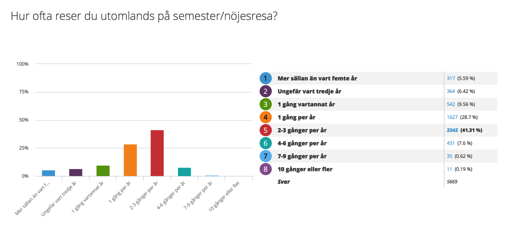 Hur ofta reser du utomlands på semester/nöjesresa?
100%
75%
50%
25%
0%
Mer sällan än vart f...
Ungefär vart tredje år
1 gång vartannat år
1 gång per år
2-3 gånger per år
4-6 gånger per år
7-9 gånger per år
10 gånger eller fler
1 Mer sällan än vart femte år 317 (5.59 %)
2 Ungefär vart tredje år 364 (6.42 %)
3 1 gång vartannat år 542 (9.56 %)
4 1 gång per år 1627 (28.7 %)
5 2-3 gånger per år 2342 (41.31 %)
6 4-6 gånger per år 431 (7.6 %)
7 7-9 gånger per år 35 (0.62 %)
8 10 gånger eller fler 11 (0.19 %)
Svar 5669